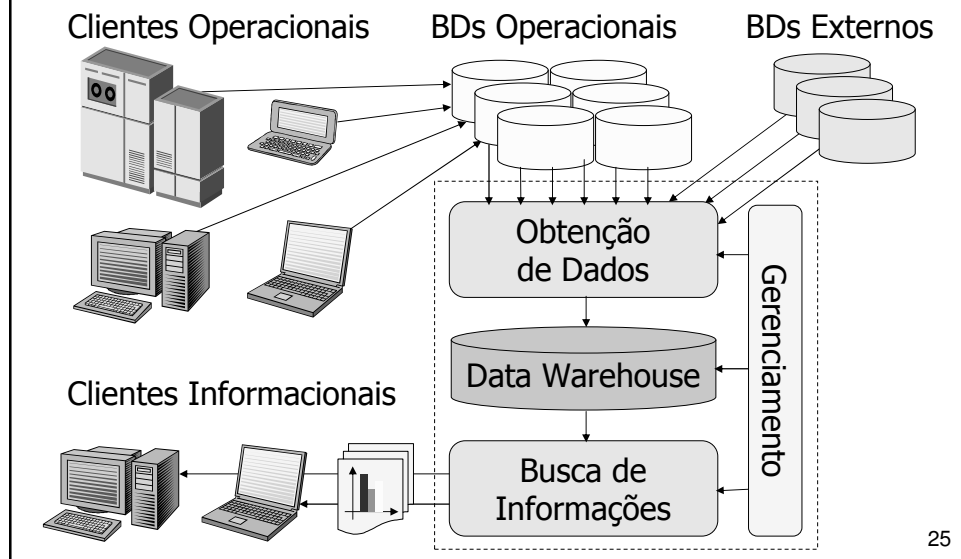 Clientes Operacionais
BDs Operacionais
BDs Externos
Obtenção
de Dados
Gerenciamento
Data Warehouse
Clientes Informacionais
Busca de
Informações
25